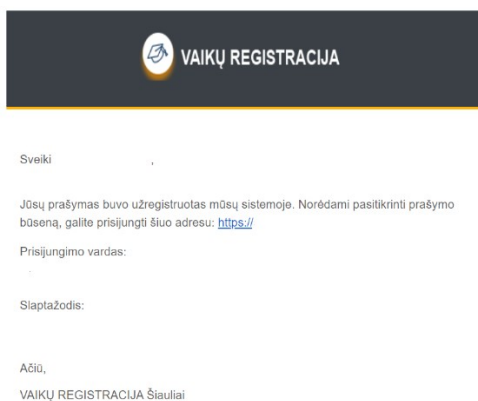 VAIKŲ REGISTRACIJA
Sveiki ,
Jūsų prašymas buvo užregistruotas mūsų sistemoje. Norėdami pasitikrinti prašymo
būseną, galite prisijungti šiuo adresu: https://
Prisijungimo vardas:
Slaptažodis:
Ačiū,
VAIKŲ REGISTRACIJA Šiauliai